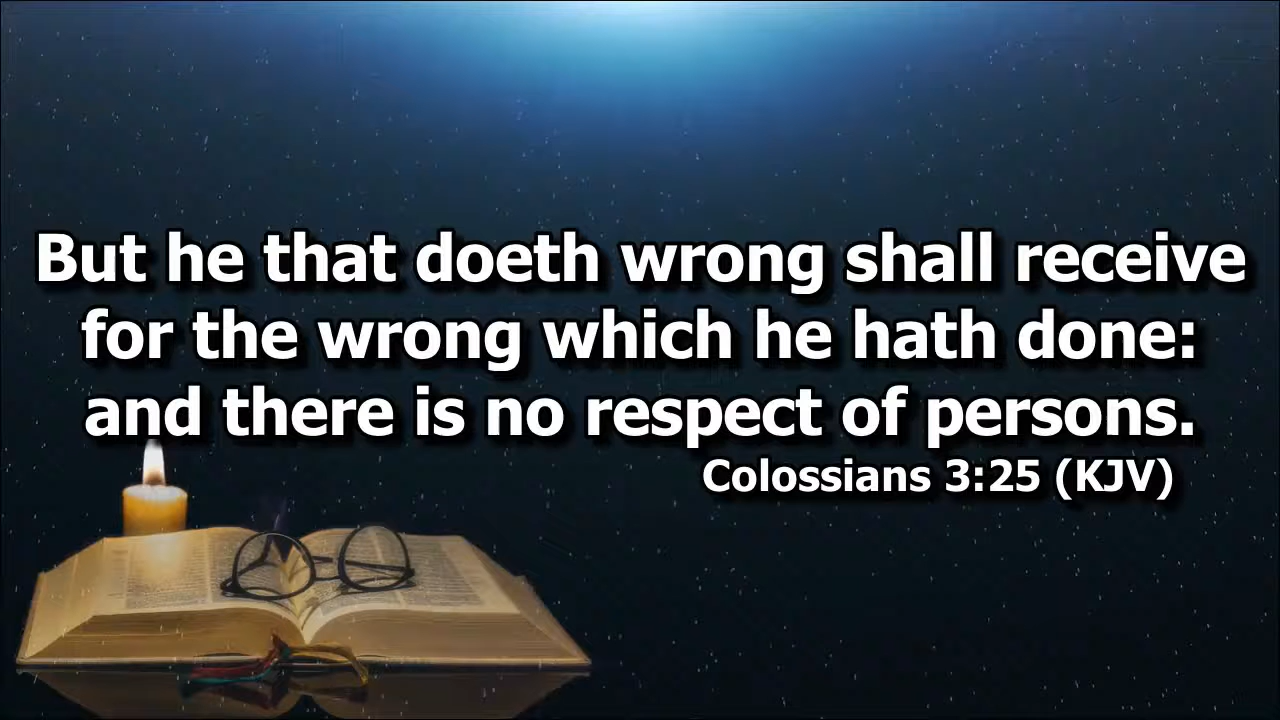 But he that doeth wrong shall receive
for the wrong which he hath done:
and there is no respect of persons.
Colossians 3:25 (KJV)